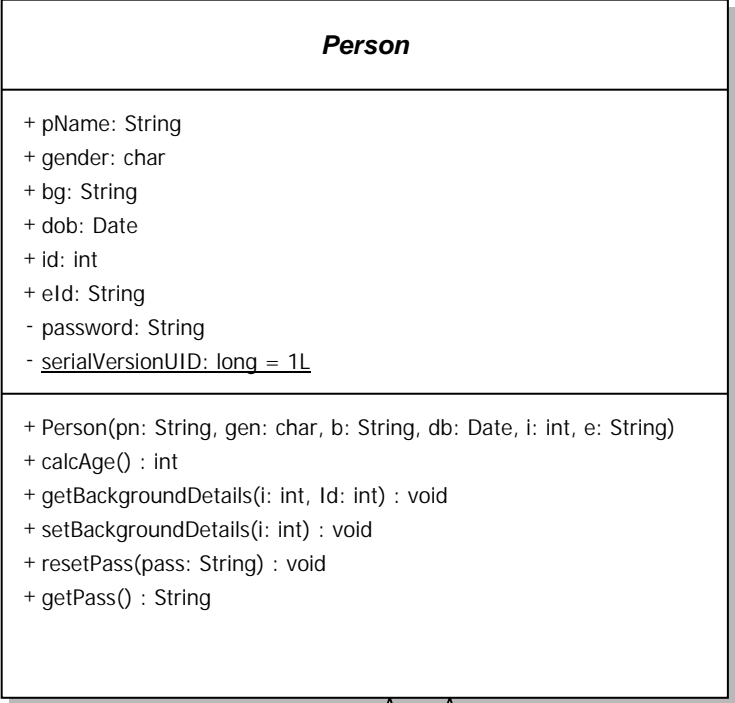 Person
+ pName: String
+ gender: char
+ bg: String
+ dob: Date
+ id: int
+ eId: String
- password: String
- serialVersionUID: long = 1L
+ Person(pn: String, gen: char, b: String, db: Date, i: int, e: String)
+ calcAge() : int
+ getBackgroundDetails(i: int, Id: int) : void
+ setBackgroundDetails(i: int) : void
+ resetPass(pass: String) : void
+ getPass() : String